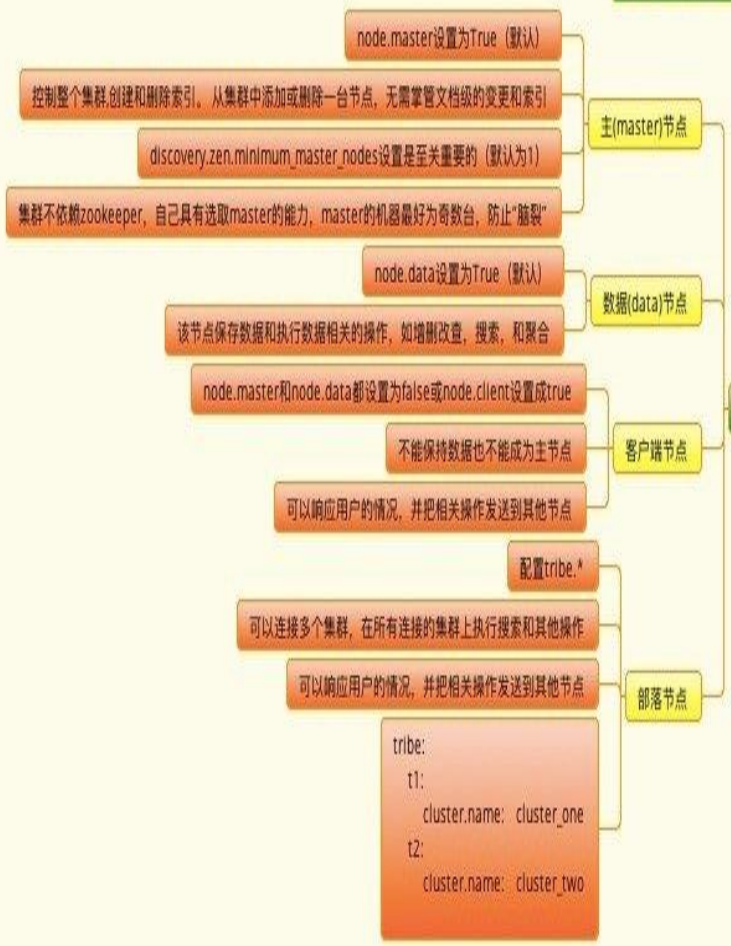 node.master设置为True（默认）
控制整个集群,创建和删除索引。从集群中添加或删除一台节点，无需掌管文档级的变更和索引
主(master)节点
discovery.zen.minimum_master_nodes设置是至关重要的（默认为1）
集群不依赖zookeeper，自己具有选取master的能力，master的机器最好为奇数台，防止“脑裂”
node.data设置为True（默认）
数据(data)节点
该节点保存数据和执行数据相关的操作，如增删改查，搜索，和聚合
node.master和node.data都设置为false或node.client设置成true
不能保持数据也不能成为主节点
客户端节点
可以响应用户的情况，并把相关操作发送到其他节点
配置tribe.*
可以连接多个集群，在所有连接的集群上执行搜索和其他操作
可以响应用户的情况，并把相关操作发送到其他节点
部落节点
tribe:
t1:
cluster.name: cluster_one
t2:
cluster.name: cluster_two